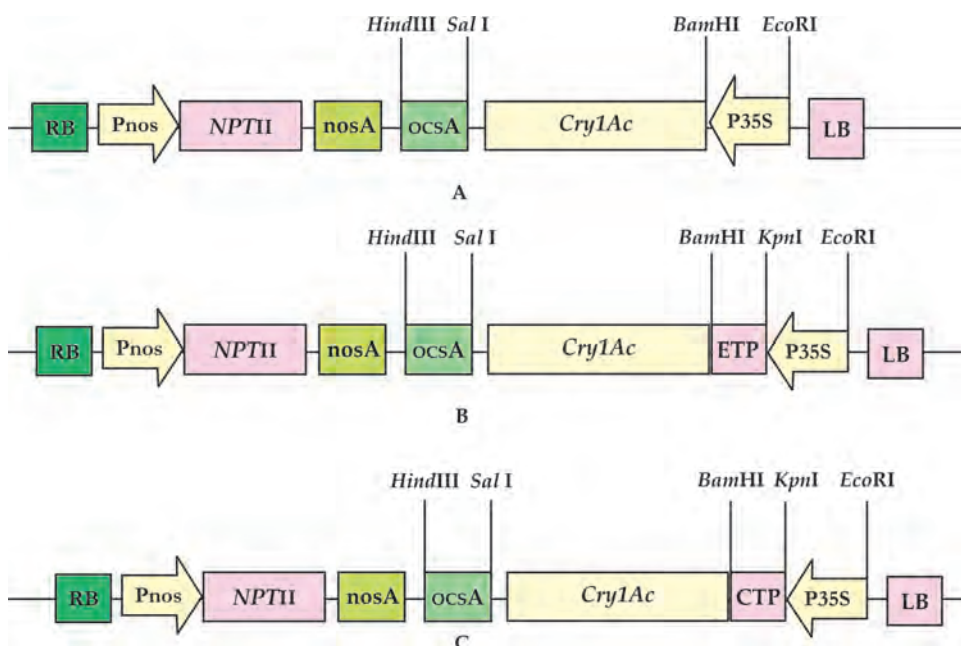 HindIII Sal I BamHI EcoRI
RB Pnos NPTII nosA ocsA Cry1Ac P35S LB
A
HindIII Sal I BamHI KpnI EcoRI
RB Pnos NPTII nosA ocsA Cry1Ac ETP P35S LB
B
HindIII Sal I BamHI KpnI EcoRI
RB Pnos NPTII nosA ocsA Cry1Ac CTP P35S LB
C